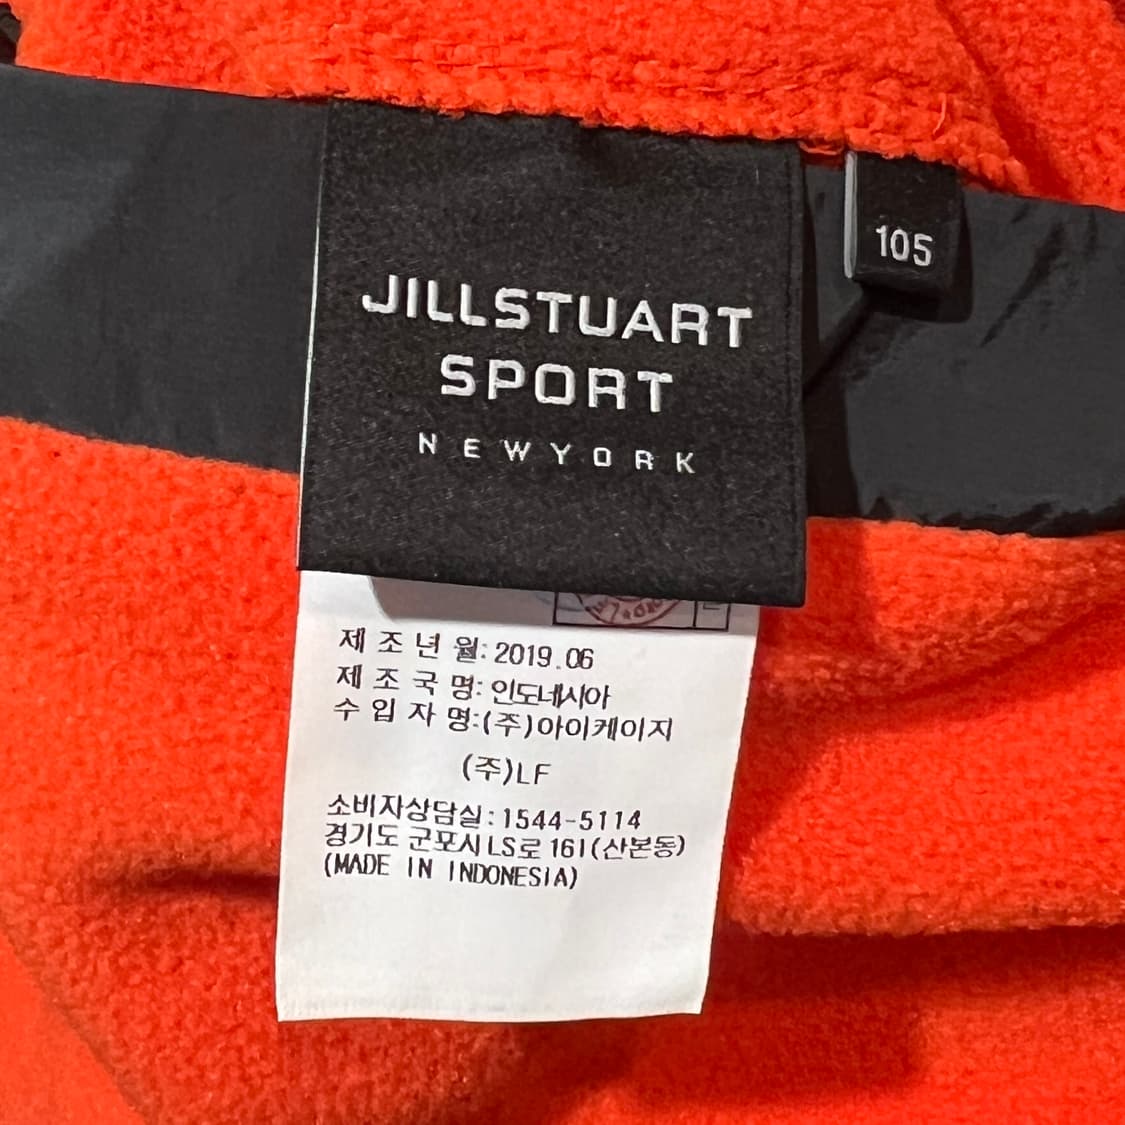 JILLSTUART
SPORT
NEWYORK
105
제 조 년 월: 2019.06
제 조 국 명: 인도네시아
수 입 자 명:(주)아이케이지
(주)LF
소비자상담실: 1544-5114
경기도 군포시 LS로 161(산본동)
(MADE IN INDONESIA)